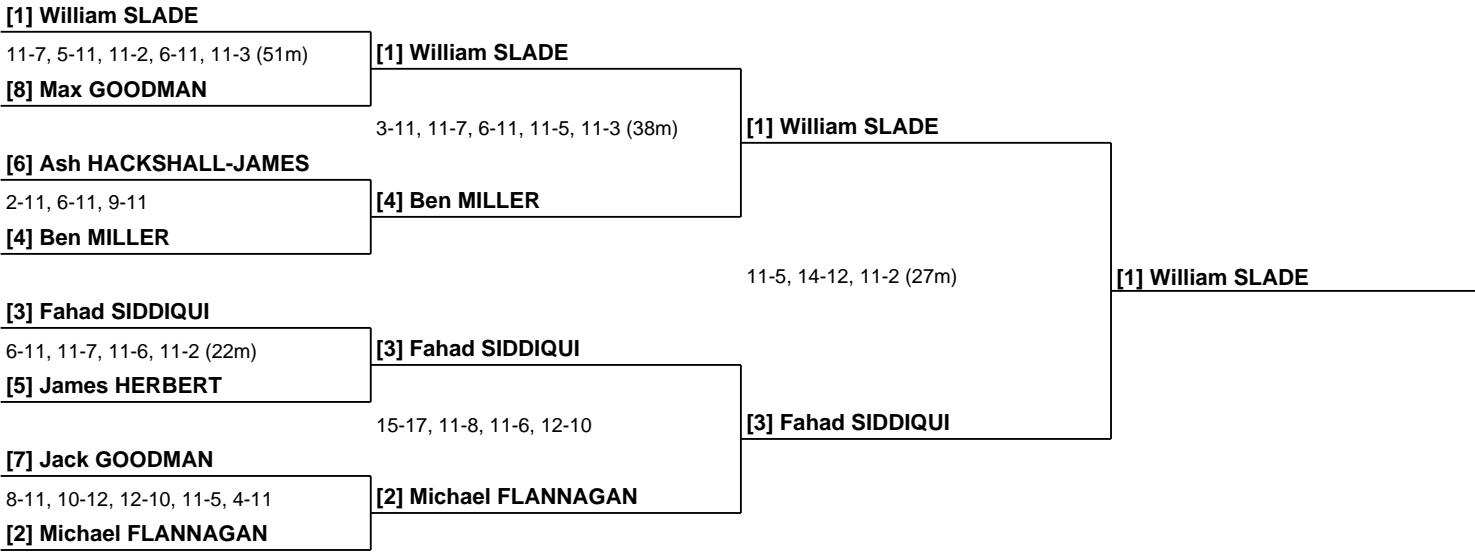 [1] William SLADE
11-7, 5-11, 11-2, 6-11, 11-3 (51m)
[1] William SLADE
[8] Max GOODMAN
3-11, 11-7, 6-11, 11-5, 11-3 (38m)
[1] William SLADE
[6] Ash HACKSHALL-JAMES
2-11, 6-11, 9-11
[4] Ben MILLER
[4] Ben MILLER
11-5, 14-12, 11-2 (27m)
[1] William SLADE
[3] Fahad SIDDIQUI
6-11, 11-7, 11-6, 11-2 (22m)
[3] Fahad SIDDIQUI
[5] James HERBERT
15-17, 11-8, 11-6, 12-10
[3] Fahad SIDDIQUI
[7] Jack GOODMAN
8-11, 10-12, 12-10, 11-5, 4-11
[2] Michael FLANNAGAN
[2] Michael FLANNAGAN